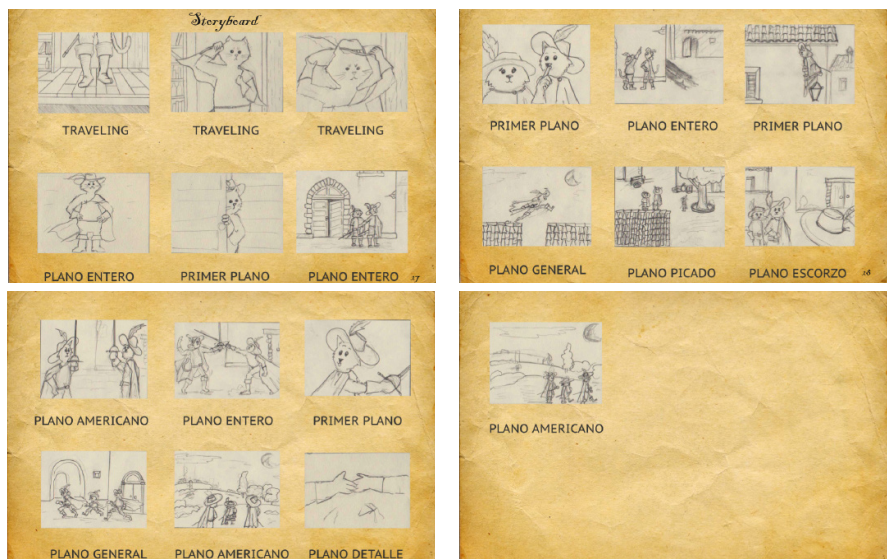 Storyboard
TRAVELING TRAVELING TRAVELING
PLANO ENTERO PRIMER PLANO PLANO ENTERO 17
PRIMER PLANO PLANO ENTERO PRIMER PLANO
PLANO GENERAL PLANO PICADO PLANO ESCORZO 18
PLANO AMERICANO PLANO ENTERO PRIMER PLANO
PLANO GENERAL PLANO AMERICANO PLANO DETALLE
PLANO AMERICANO